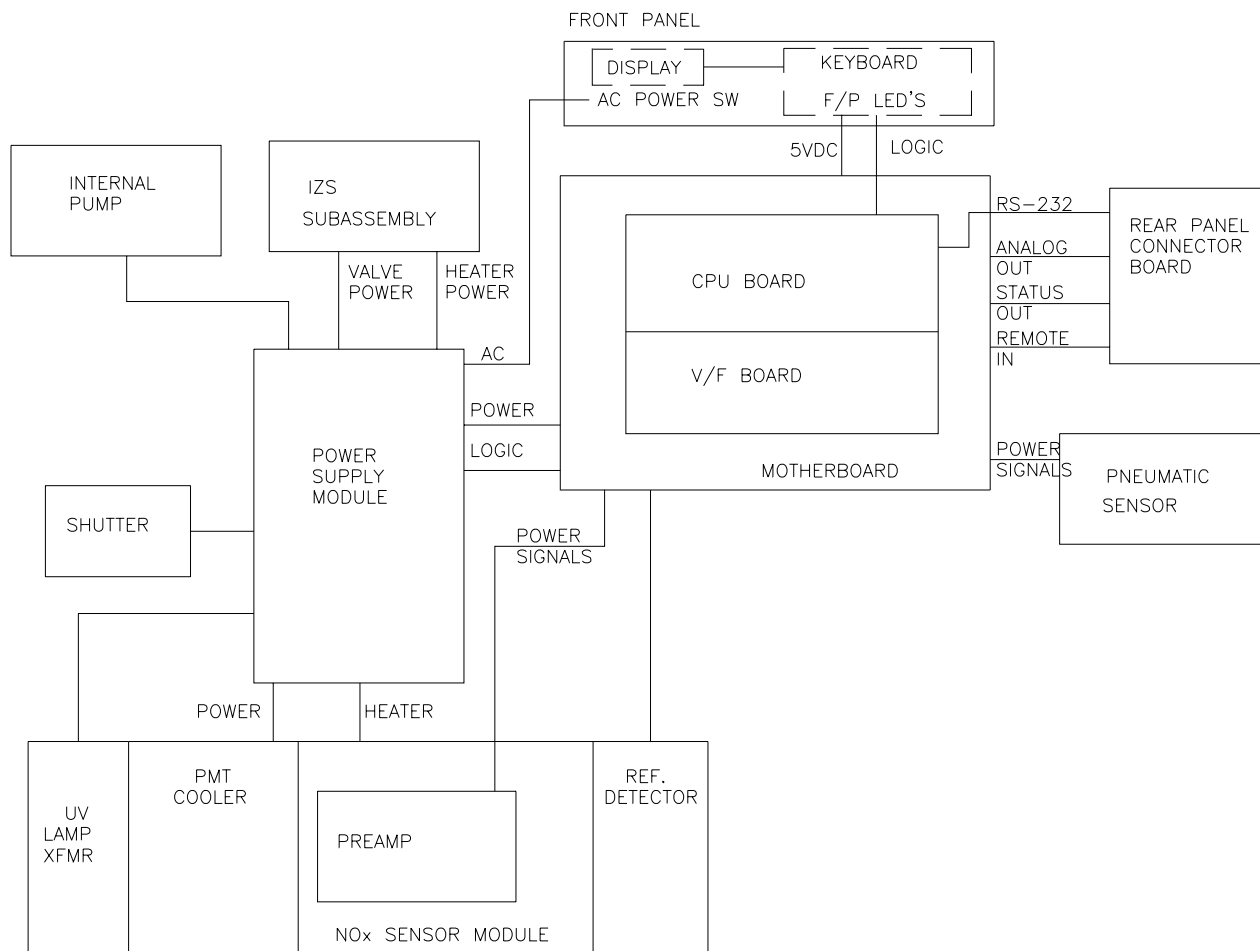 FRONT PANEL
DISPLAY
KEYBOARD
AC POWER SW
F/P LED'S
5VDC
LOGIC
INTERNAL
PUMP
IZS
SUBASSEMBLY
VALVE
POWER
HEATER
POWER
AC
POWER
LOGIC
POWER
SUPPLY
MODULE
CPU BOARD
V/F BOARD
MOTHERBOARD
RS-232
ANALOG
OUT
STATUS
OUT
REMOTE
IN
REAR PANEL
CONNECTOR
BOARD
POWER
SIGNALS
PNEUMATIC
SENSOR
SHUTTER
POWER
SIGNALS
POWER
HEATER
UV
LAMP
XFMR
PMT
COOLER
PREAMP
NOx SENSOR MODULE
REF.
DETECTOR